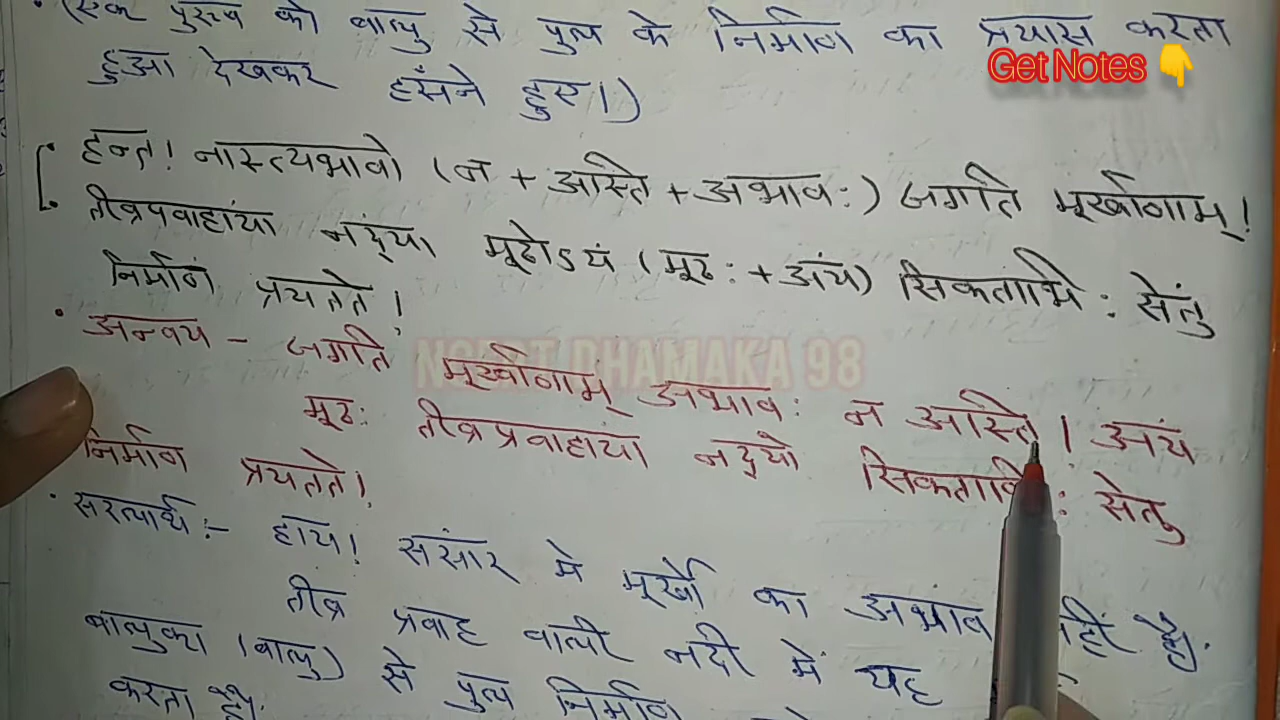 (एक पुरुष को बालु से पुल के निर्माण का प्रयास करता
Get Notes 👇
हुआ देखकर हँसते हुए।)
हन्त! नास्त्यभावो (न + अस्ति + अभाव:) जगति मूर्खाणाम्!
तीव्रप्रवाहायां नद्यां मूढोऽयं (मूढ: + अयं) सिकताभि: सेतुं
निर्माणं प्रयतते!
NCERT DHAMAKA 98
अन्वय - जगति मूर्खाणाम् अभाव: न अस्ति। अयं
मूढ: तीव्रप्रवाहायां नद्यां सिकताभि: सेतु
निर्माण प्रयतते।
सरलार्थ :- हाय! संसार मे मूर्खों का अभाव नहीं है।
तीव्र प्रवाह वाली नदी में यह
बालुका (बालु) से पुल निर्माण
करता है।